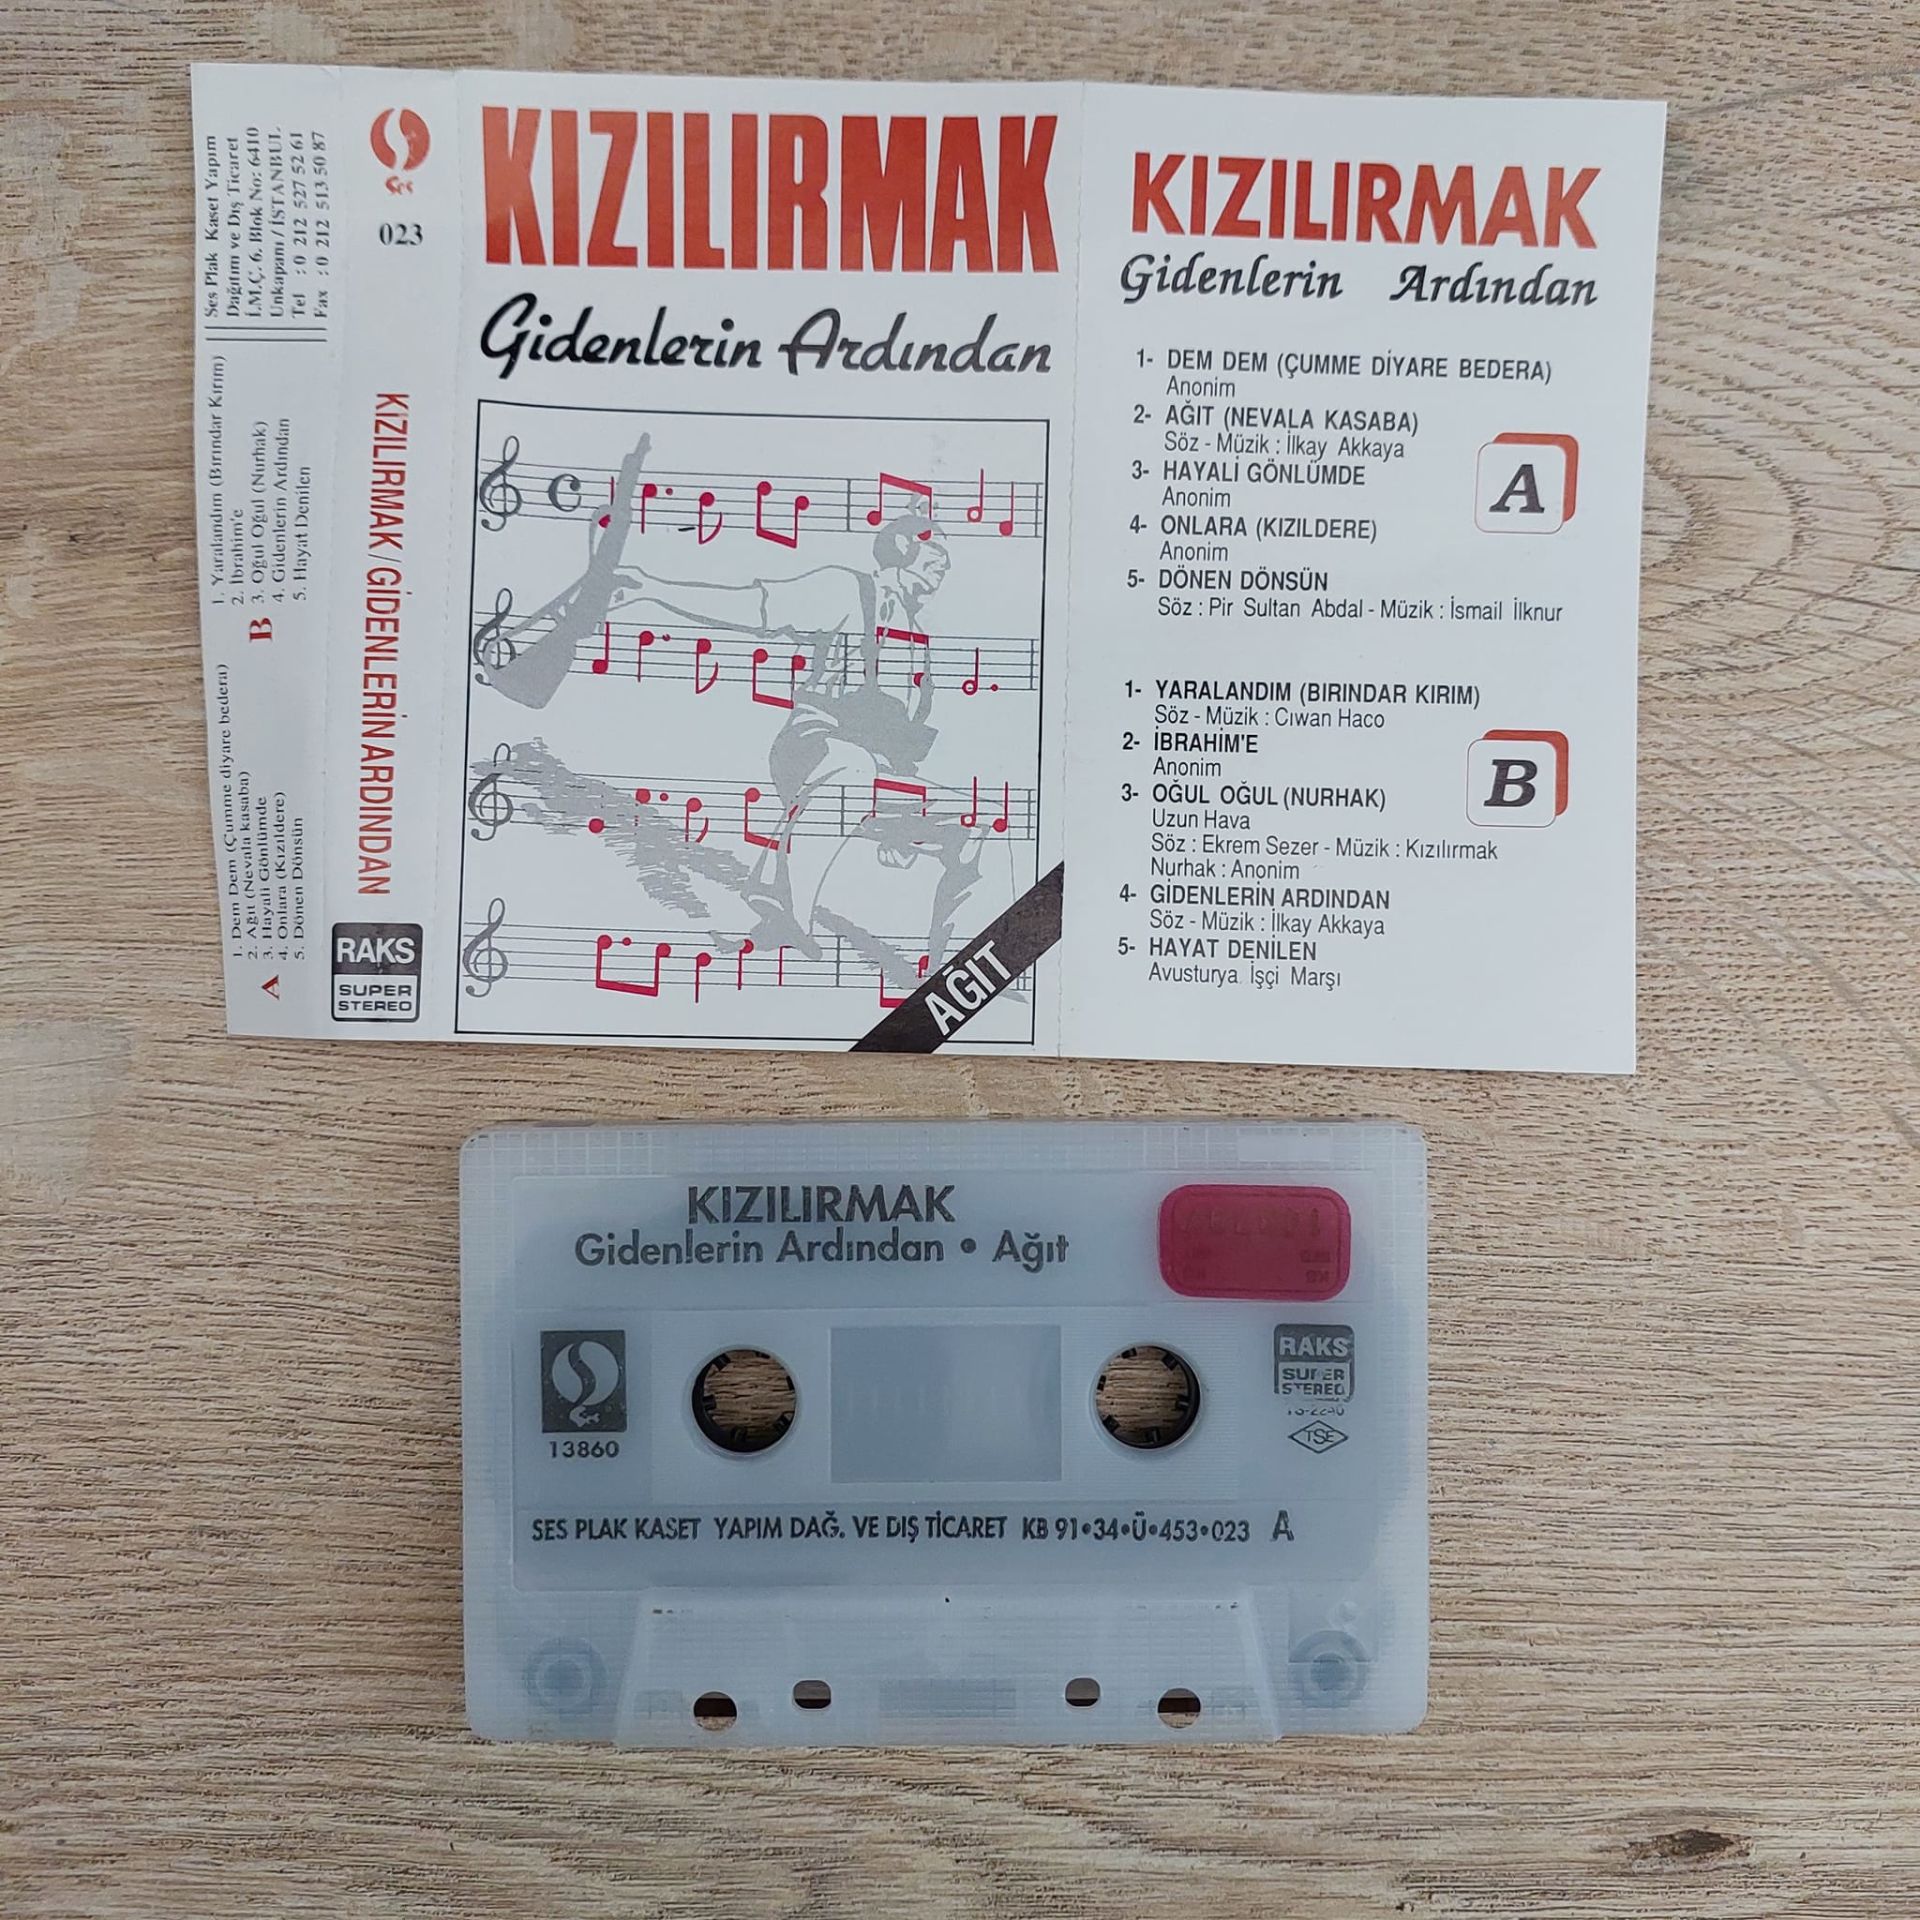 Ses Plak Kaset Yapım
Dağıtım ve Dış Ticaret
İ.M.Ç. 6. Blok No: 6410
Unkapanı / İSTANBUL
Tel : 0 212 527 52 61
Fax : 0 212 513 50 87
A
1. Dem Dem (Çumme diyare bedera)
2. Ağıt (Nevala kasaba)
3. Hayali Gönlümde
4. Onlara (Kızıldere)
5. Dönen Dönsün
B
1. Yaralandım (Bırındar Kırım)
2. İbrahim'e
3. Oğul Oğul (Nurhak)
4. Gidenlerin Ardından
5. Hayat Denilen
023
KIZILIRMAK / GİDENLERİN ARDINDAN
RAKS
SUPER
STEREO
KIZILIRMAK
Gidenlerin Ardından
AĞIT
KIZILIRMAK
Gidenlerin Ardından
1- DEM DEM (ÇUMME DİYARE BEDERA)
Anonim
2- AĞIT (NEVALA KASABA)
Söz - Müzik : İlkay Akkaya
3- HAYALİ GÖNLÜMDE
Anonim
4- ONLARA (KIZILDERE)
Anonim
5- DÖNEN DÖNSÜN
Söz : Pir Sultan Abdal - Müzik : İsmail İlknur
A
1- YARALANDIM (BIRINDAR KIRIM)
Söz - Müzik : Cıwan Haco
2- İBRAHİM'E
Anonim
3- OĞUL OĞUL (NURHAK)
Uzun Hava
Söz : Ekrem Sezer - Müzik : Kızılırmak
Nurhak : Anonim
4- GİDENLERİN ARDINDAN
Söz - Müzik : İlkay Akkaya
5- HAYAT DENİLEN
Avusturya İşçi Marşı
B
KIZILIRMAK
Gidenlerin Ardından • Ağıt
13860
RAKS
SUPER
STEREO
TSE
SES PLAK KASET YAPIM DAĞ. VE DIŞ TİCARET KB 91•34•Ü•453•023 A